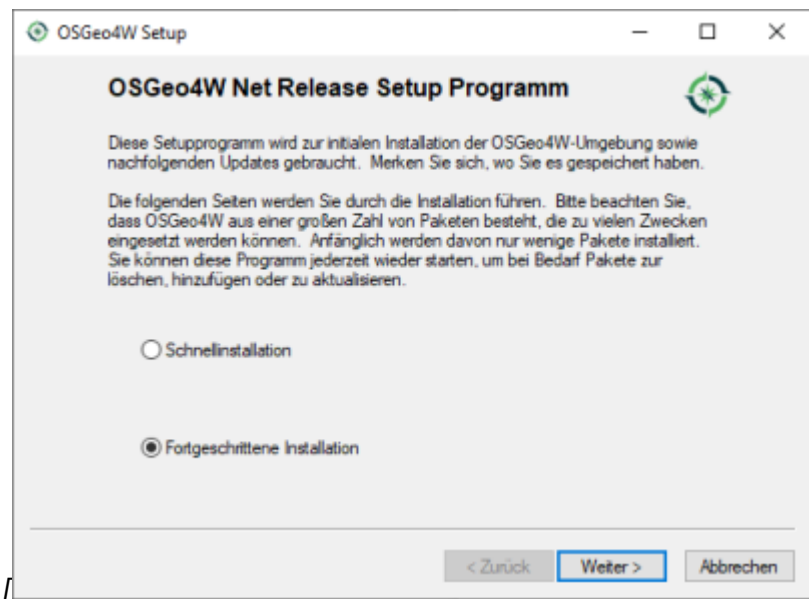 OSGeo4W Setup
OSGeo4W Net Release Setup Programm
Diese Setupprogramm wird zur initialen Installation der OSGeo4W-Umgebung sowie
nachfolgenden Updates gebraucht. Merken Sie sich, wo Sie es gespeichert haben.
Die folgenden Seiten werden Sie durch die Installation führen. Bitte beachten Sie,
dass OSGeo4W aus einer großen Zahl von Paketen besteht, die zu vielen Zwecken
eingesetzt werden können. Anfänglich werden davon nur wenige Pakete installiert.
Sie können diese Programm jederzeit wieder starten, um bei Bedarf Pakete zur
löschen, hinzufügen oder zu aktualisieren.
Schnellinstallation
Fortgeschrittene Installation
< Zurück Weiter > Abbrechen
[